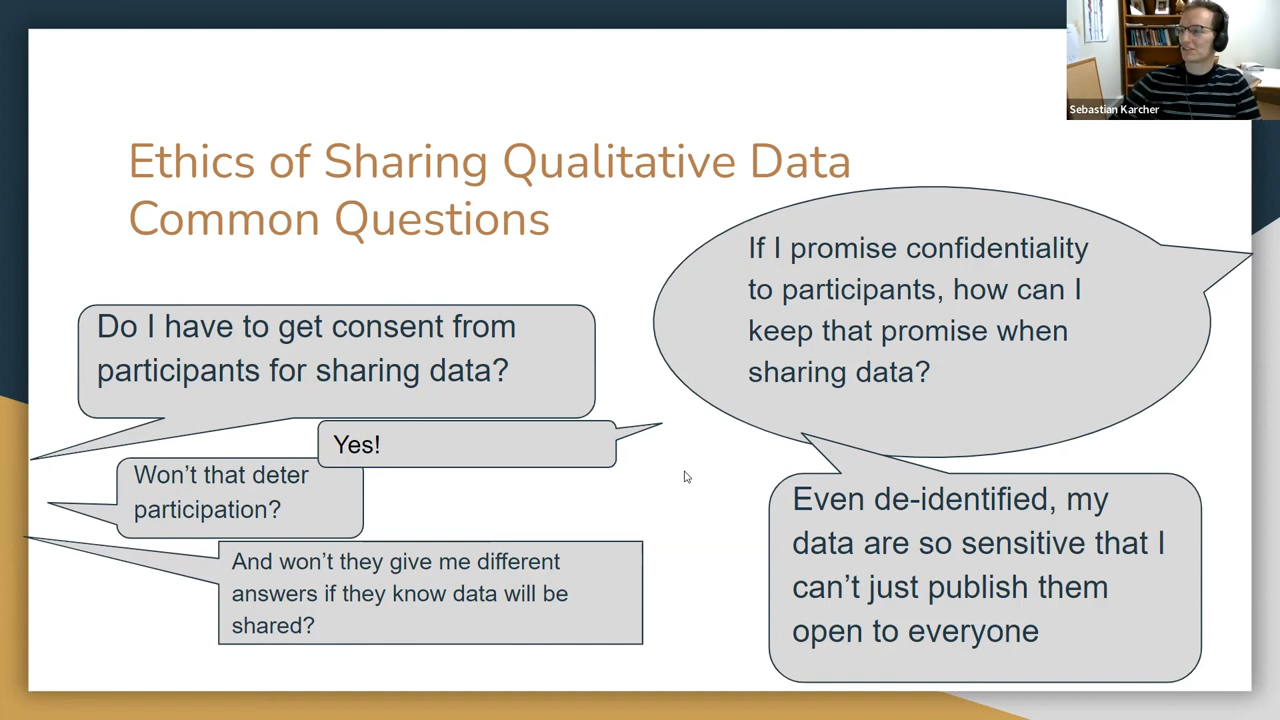 Sebastian Karcher
Ethics of Sharing Qualitative Data
Common Questions
Do I have to get consent from
participants for sharing data?
Yes!
Won’t that deter
participation?
And won’t they give me different
answers if they know data will be
shared?
If I promise confidentiality
to participants, how can I
keep that promise when
sharing data?
Even de-identified, my
data are so sensitive that I
can’t just publish them
open to everyone